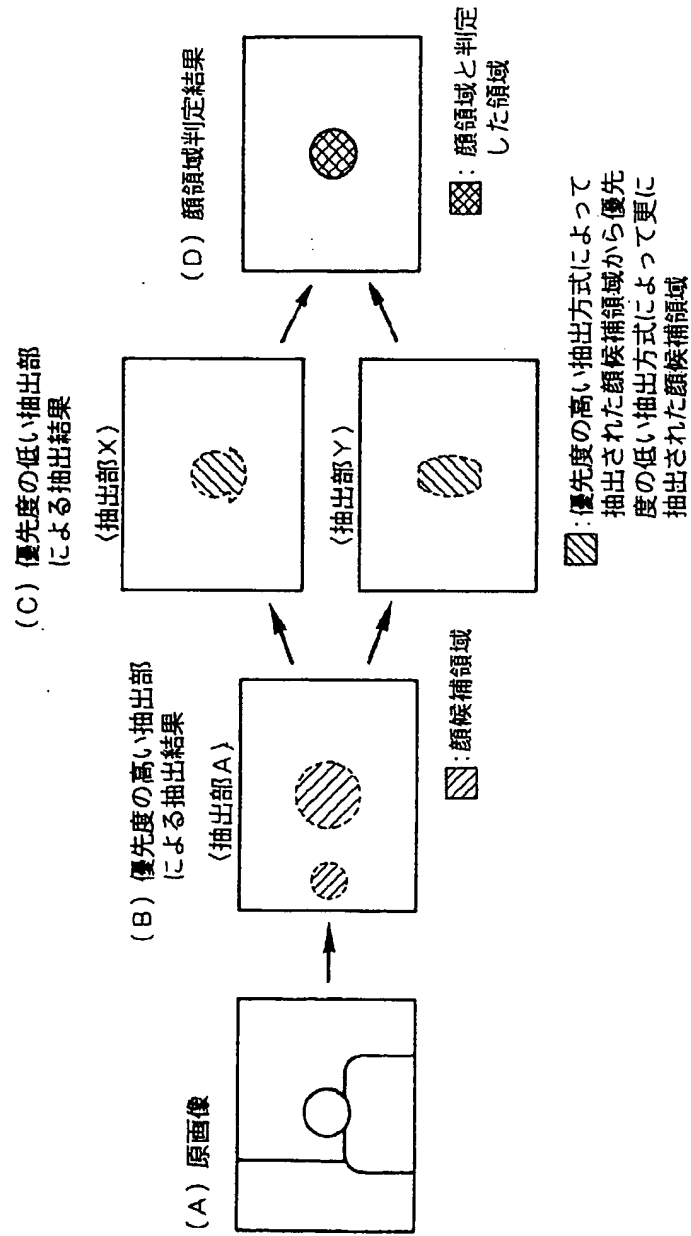 (A) 原画像
(B) 優先度の高い抽出部
による抽出結果
〈抽出部A〉
:顔候補領域
(C) 優先度の低い抽出部
による抽出結果
〈抽出部X〉
〈抽出部Y〉
:優先度の高い抽出方式によって
抽出された顔候補領域から優先
度の低い抽出方式によって更に
抽出された顔候補領域
(D) 顔領域判定結果
:顔領域と判定
した領域